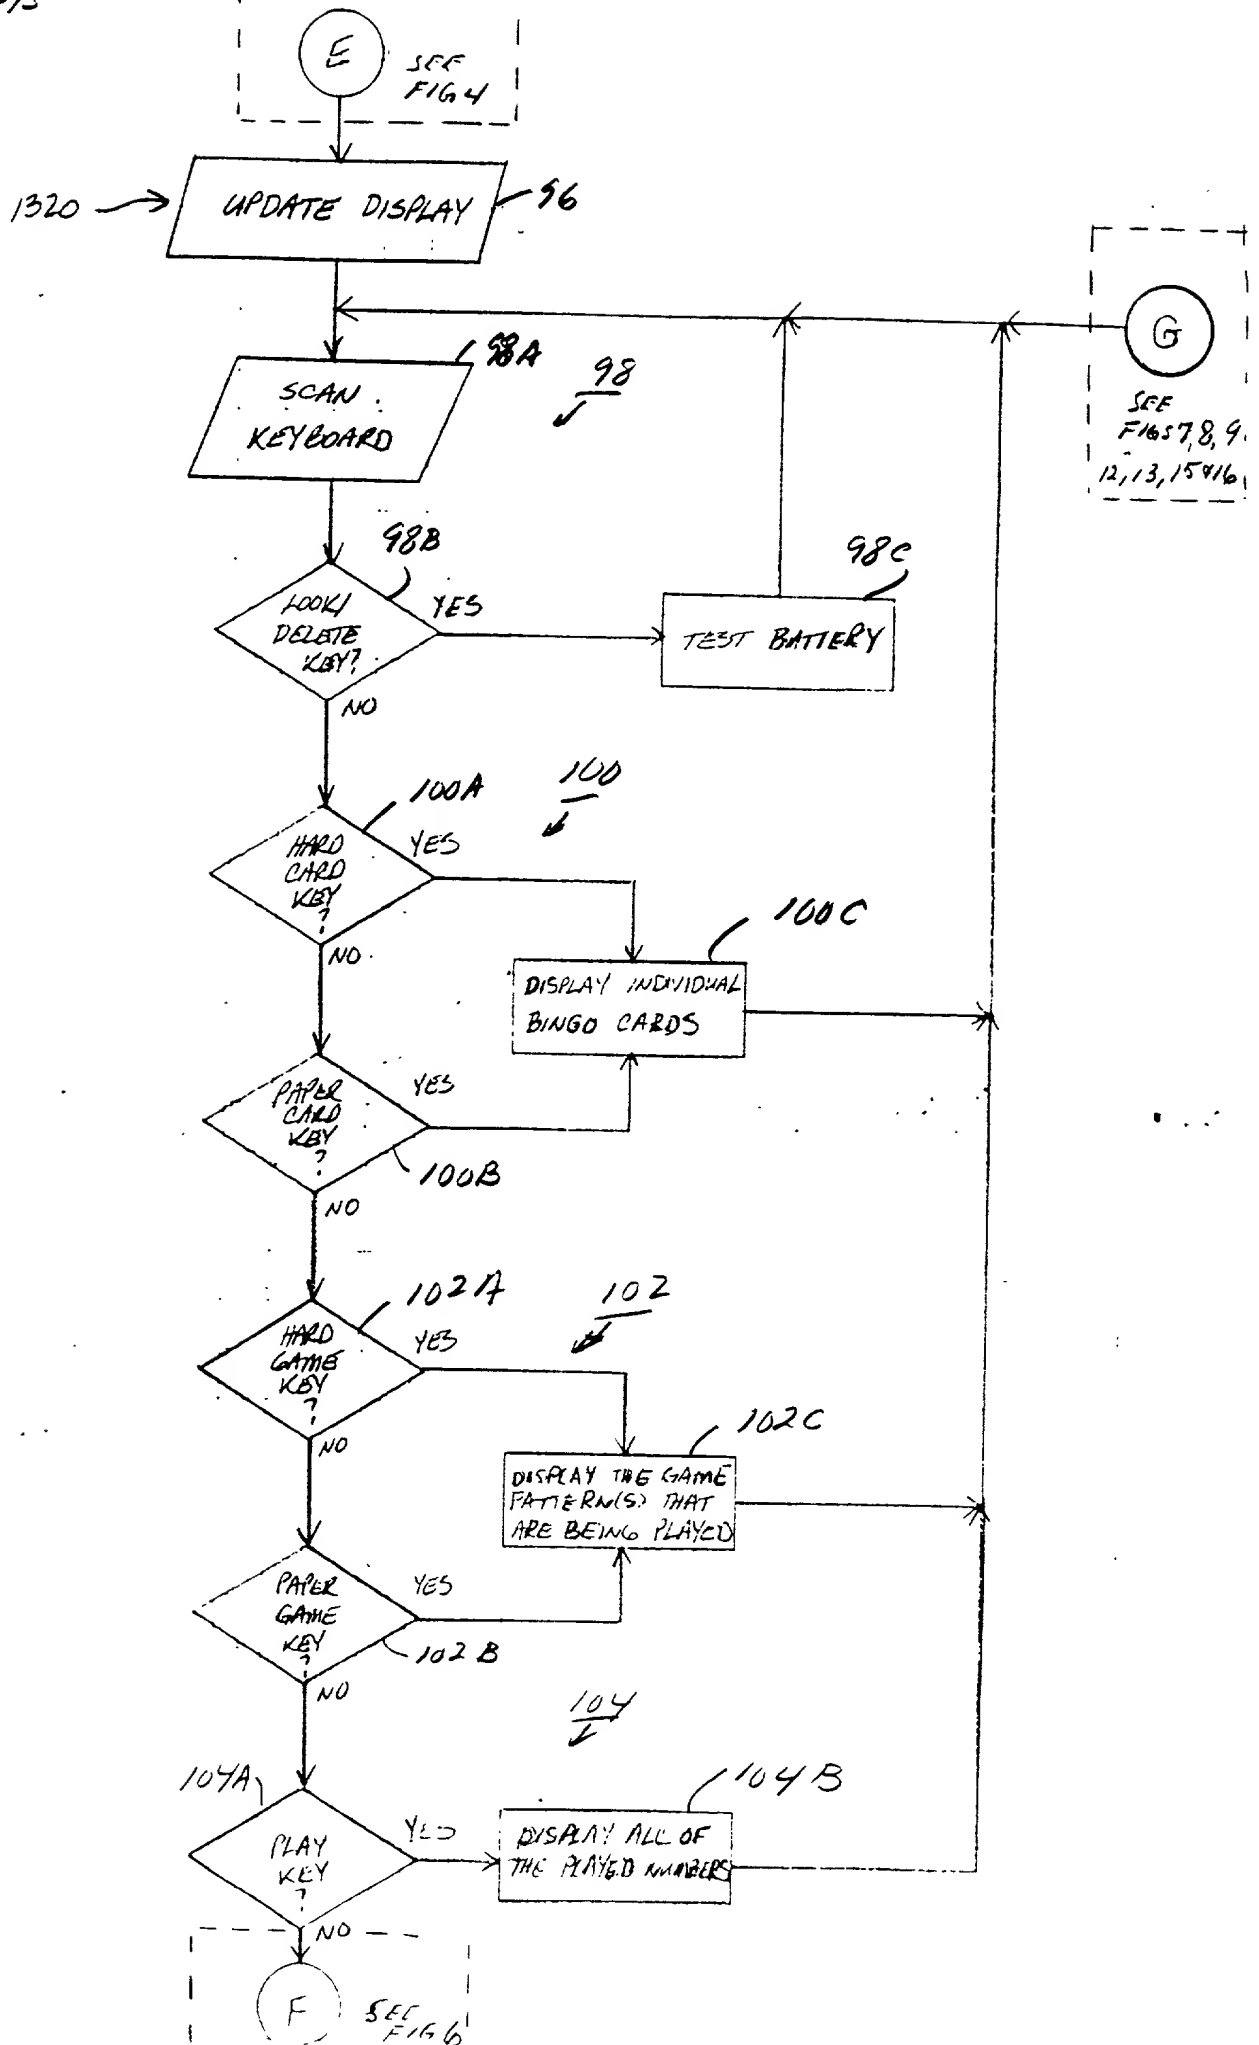 E
SEE
FIG 4
1320
UPDATE DISPLAY
96
G
SEE
FIGS 7, 8, 9.
12, 13, 15 & 16
98A
98
SCAN
KEYBOARD
98B
98C
LOOK/
DELETE
KEY?
YES
TEST BATTERY
NO
100A
100
HARD
CARD
KEY
?
YES
100C
NO
DISPLAY INDIVIDUAL
BINGO CARDS
PAPER
CARD
KEY
?
YES
100B
NO
102A
102
HARD
GAME
KEY
?
YES
102C
NO
DISPLAY THE GAME
PATTERN(S) THAT
ARE BEING PLAYED
PAPER
GAME
KEY
?
YES
102B
NO
104
104A
104B
PLAY
KEY
?
YES
DISPLAY ALL OF
THE PLAYED NUMBERS
NO
F
SEE
FIG 6